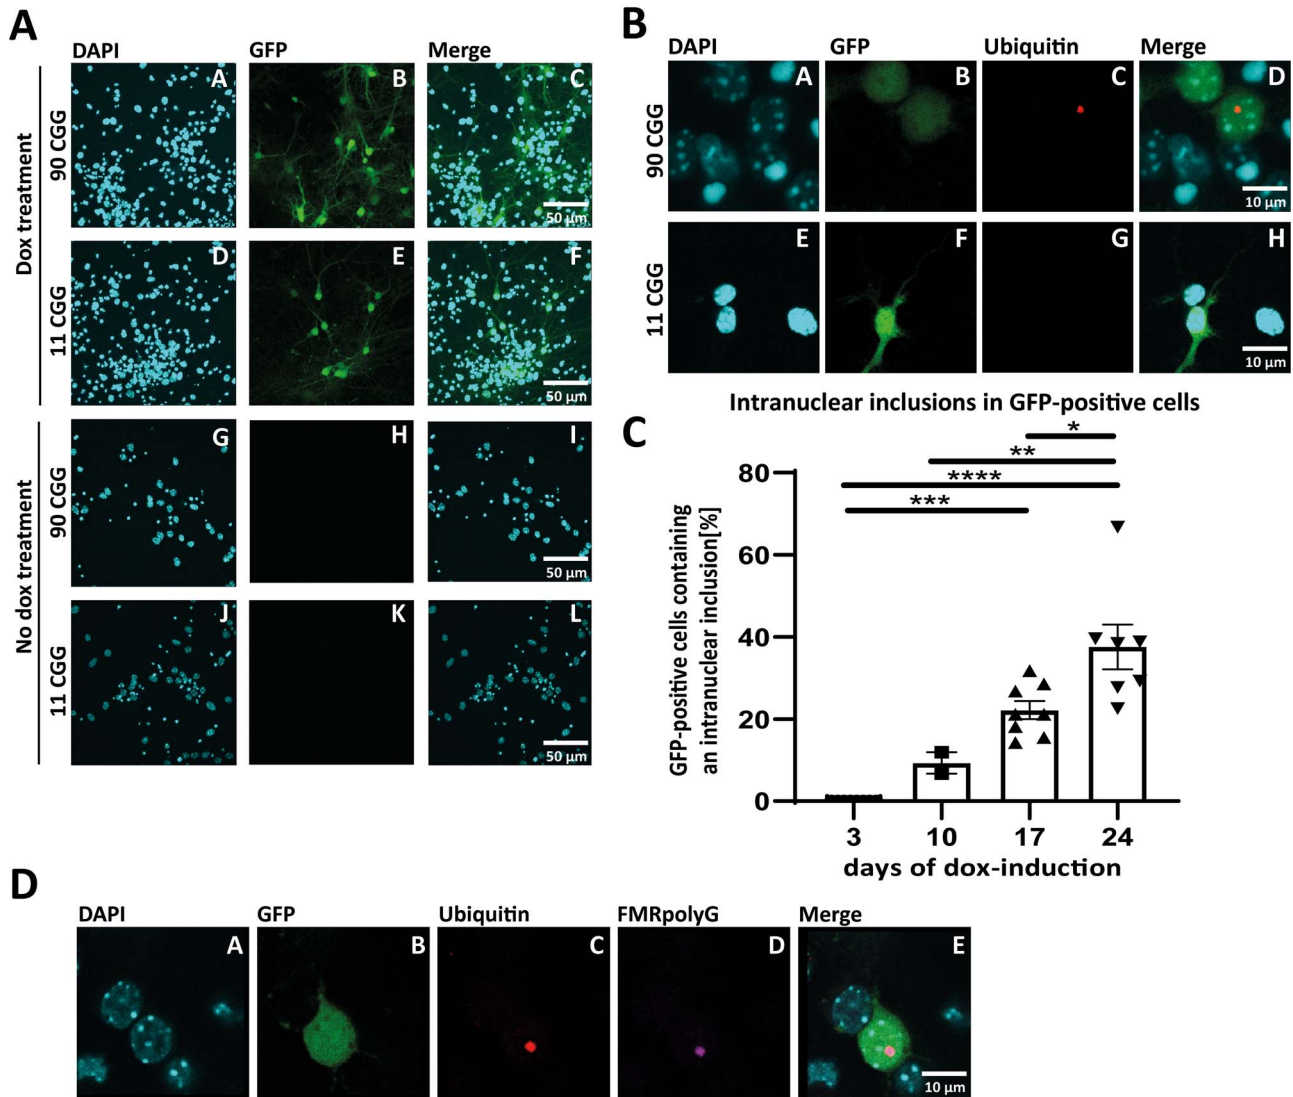 A
DAPI GFP Merge
Dox treatment
90 CGG
A B C
50 µm
11 CGG
D E F
50 µm
No dox treatment
90 CGG
G H I
50 µm
11 CGG
J K L
50 µm
B
DAPI GFP Ubiquitin Merge
90 CGG
A B C D
10 µm
11 CGG
E F G H
10 µm
C
Intranuclear inclusions in GFP-positive cells
*
**
****
***
GFP-positive cells containing
an intranuclear inclusion[%]
80
60
40
20
0
3 10 17 24
days of dox-induction
D
DAPI GFP Ubiquitin FMRpolyG Merge
A B C D E
10 µm